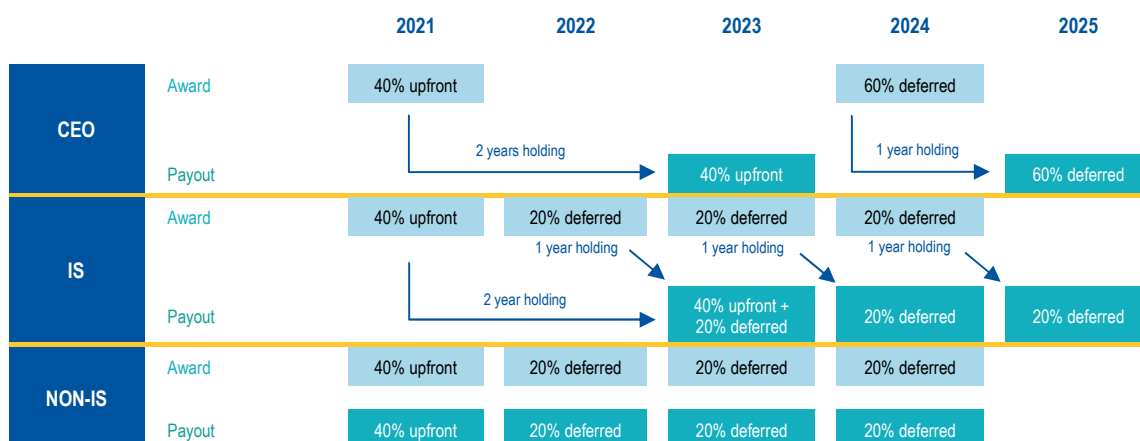 2021 2022 2023 2024 2025
CEO
Award 40% upfront 60% deferred
2 years holding 1 year holding
Payout 40% upfront 60% deferred
IS
Award 40% upfront 20% deferred 20% deferred 20% deferred
1 year holding 1 year holding 1 year holding
2 year holding
Payout 40% upfront +
20% deferred 20% deferred 20% deferred
NON-IS
Award 40% upfront 20% deferred 20% deferred 20% deferred
Payout 40% upfront 20% deferred 20% deferred 20% deferred